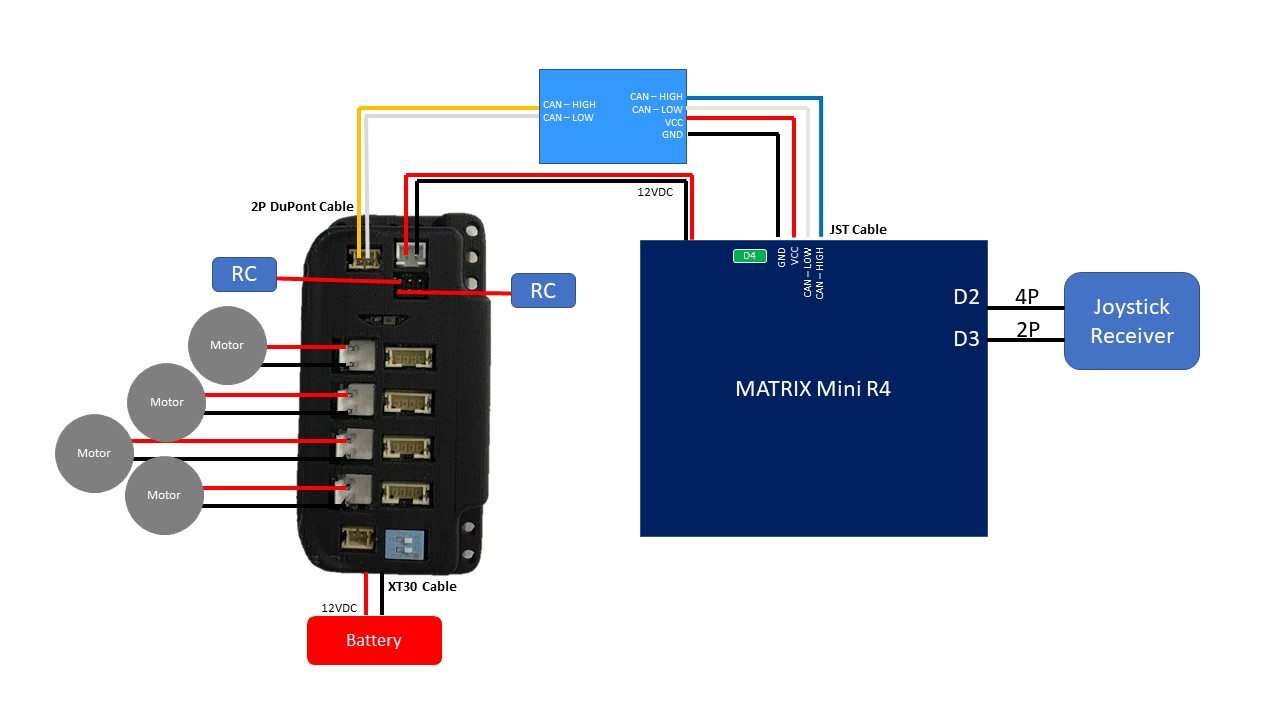 CAN – HIGH
CAN – LOW
CAN – HIGH
CAN – LOW
VCC
GND
12VDC
2P DuPont Cable
JST Cable
D4
GND
VCC
CAN – LOW
CAN – HIGH
RC
RC
D2
4P
D3
2P
Joystick
Receiver
Motor
Motor
Motor
Motor
MATRIX Mini R4
XT30 Cable
12VDC
Battery